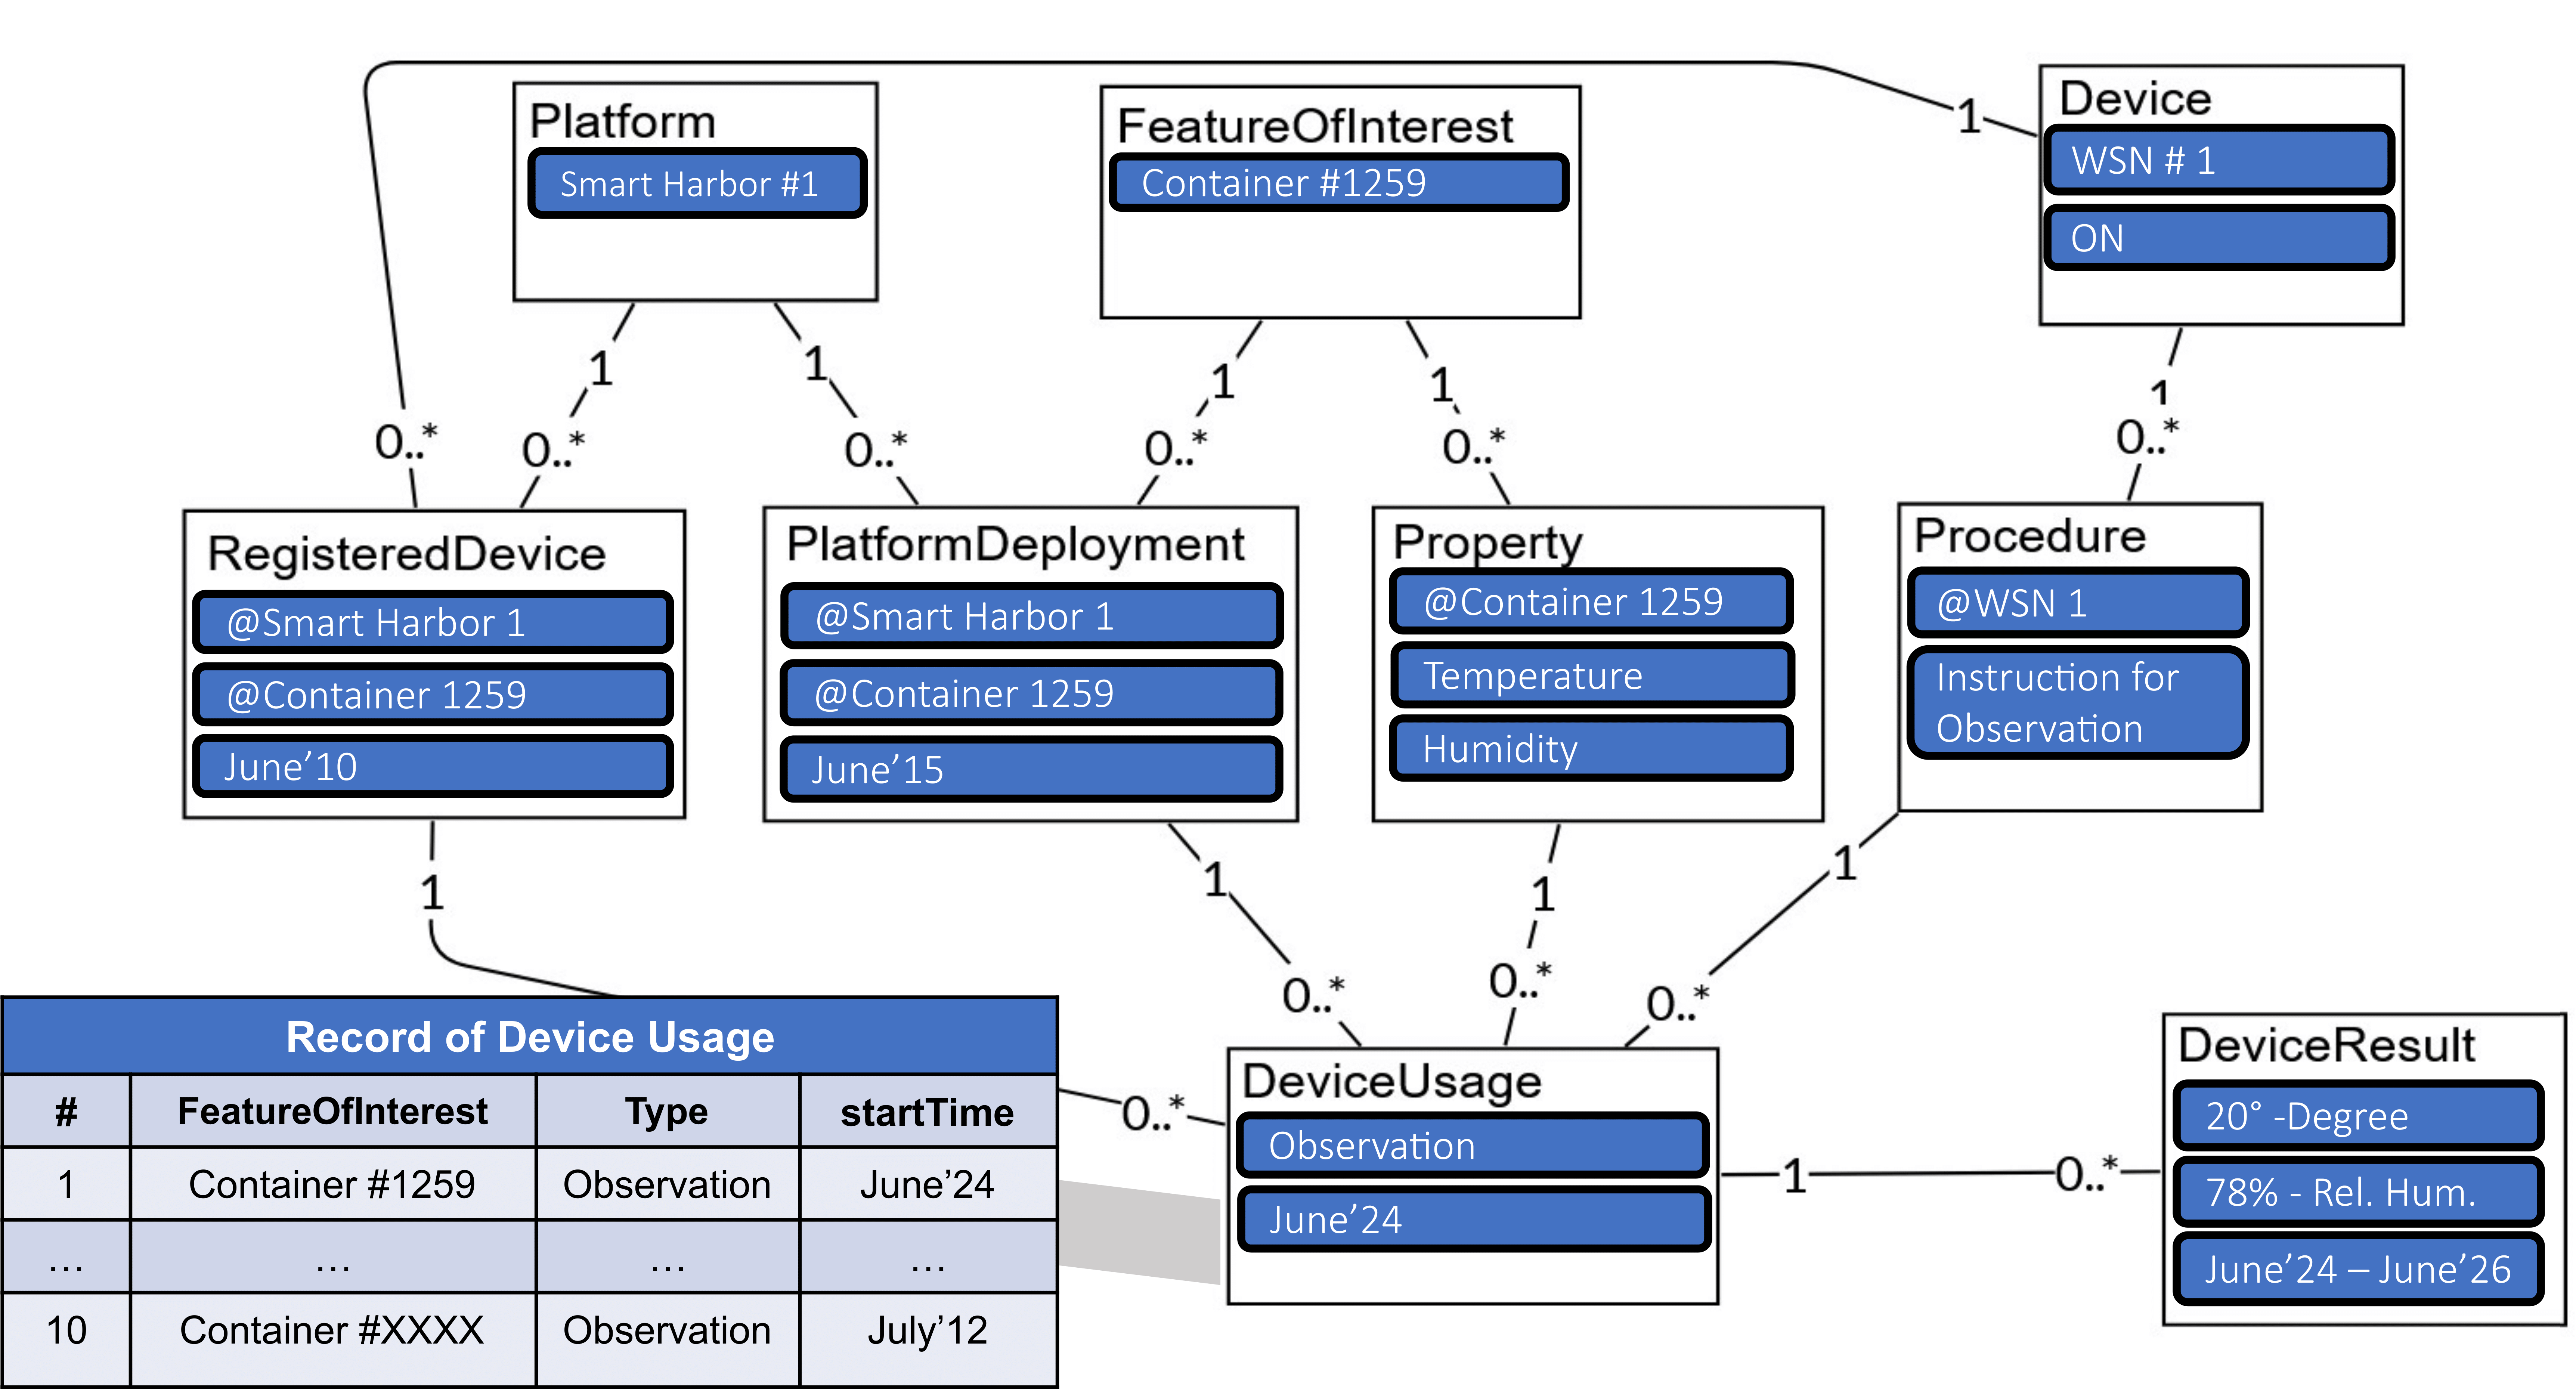 Platform
Smart Harbor #1
FeatureOfInterest
Container #1259
Device
WSN # 1
ON
1
1
1
1
1
1
0..*
0..*
0..*
0..*
0..*
0..*
RegisteredDevice
@Smart Harbor 1
@Container 1259
June’10
PlatformDeployment
@Smart Harbor 1
@Container 1259
June’15
Property
@Container 1259
Temperature
Humidity
Procedure
@WSN 1
Instruction for
Observation
1
1
1
1
0..*
0..*
0..*
0..*
Record of Device Usage
# FeatureOfInterest Type startTime
1 Container #1259 Observation June’24
... ... ... ...
10 Container #XXXX Observation July’12
DeviceUsage
Observation
June’24
1
0..*
DeviceResult
20° -Degree
78% - Rel. Hum.
June’24 – June’26